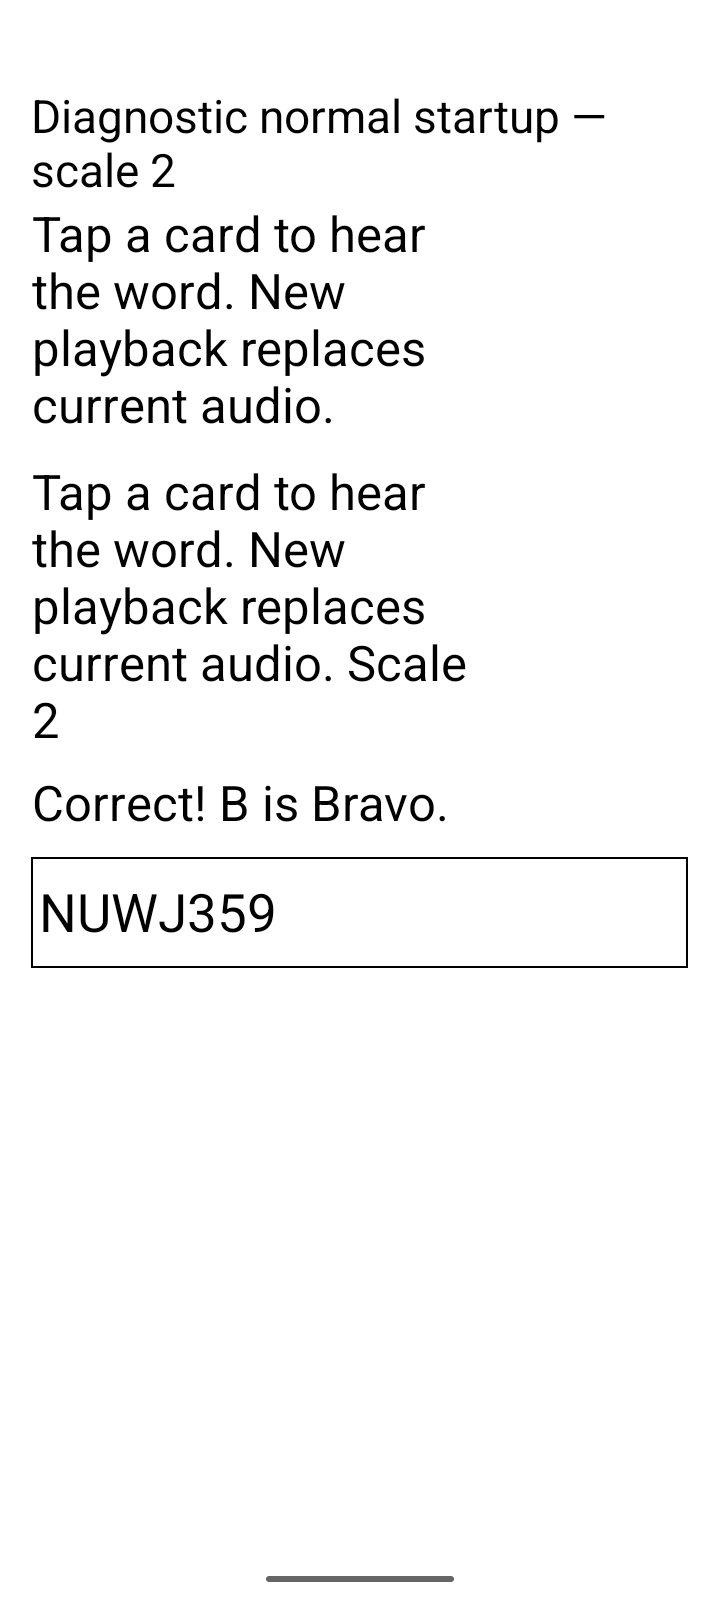 Diagnostic normal startup —
scale 2
Tap a card to hear
the word. New
playback replaces
current audio.
Tap a card to hear
the word. New
playback replaces
current audio. Scale
2
Correct! B is Bravo.
NUWJ359